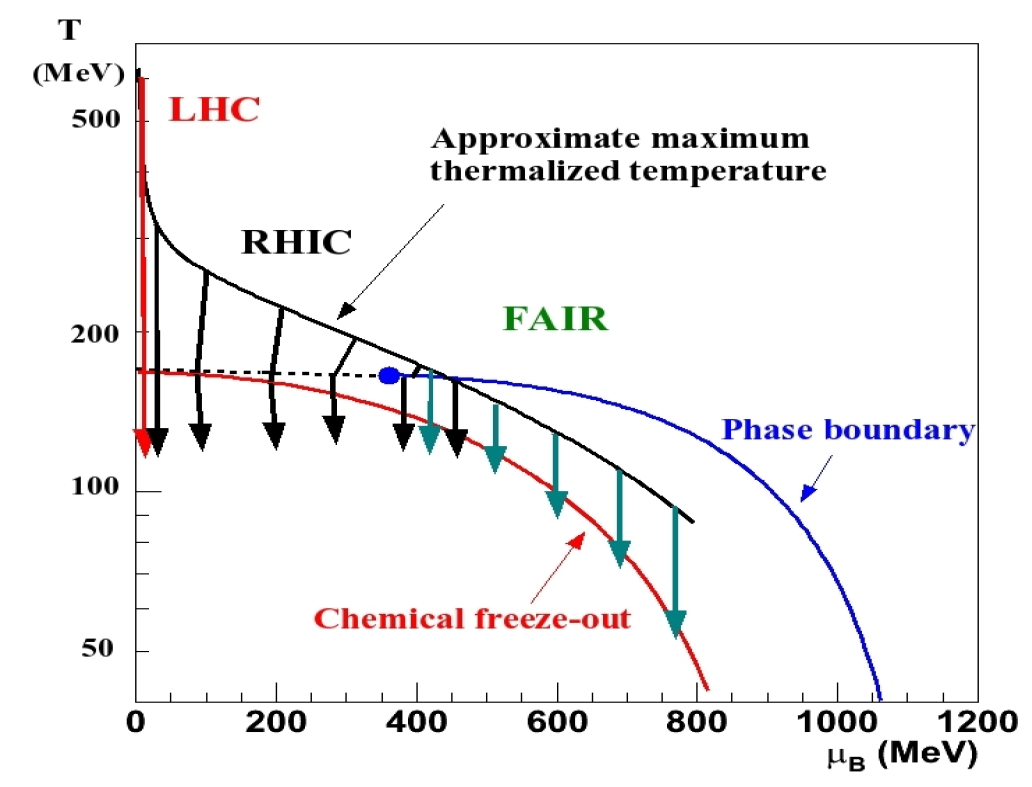 T
(MeV)
500
LHC
Approximate maximum
thermalized temperature
RHIC
FAIR
200
Phase boundary
100
Chemical freeze-out
50
0 200 400 600 800 1000 1200
μB (MeV)